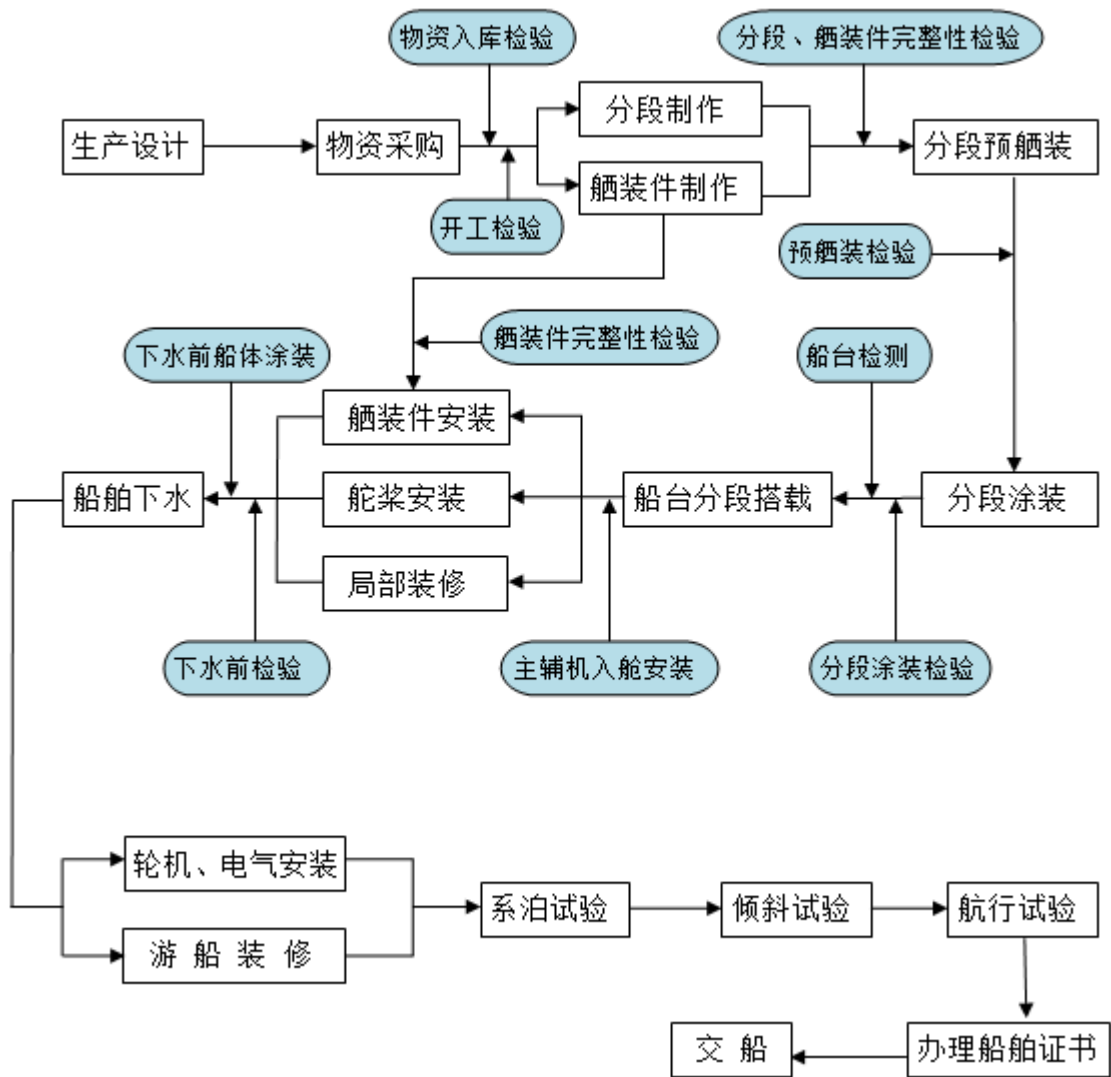 物资入库检验
分段、舾装件完整性检验
生产设计
物资采购
分段制作
舾装件制作
分段预舾装
开工检验
预舾装检验
下水前船体涂装
舾装件完整性检验
船台检测
舾装件安装
船舶下水
舵桨安装
船台分段搭载
分段涂装
局部装修
下水前检验
主辅机入舱安装
分段涂装检验
轮机、电气安装
游船装修
系泊试验
倾斜试验
航行试验
交船
办理船舶证书